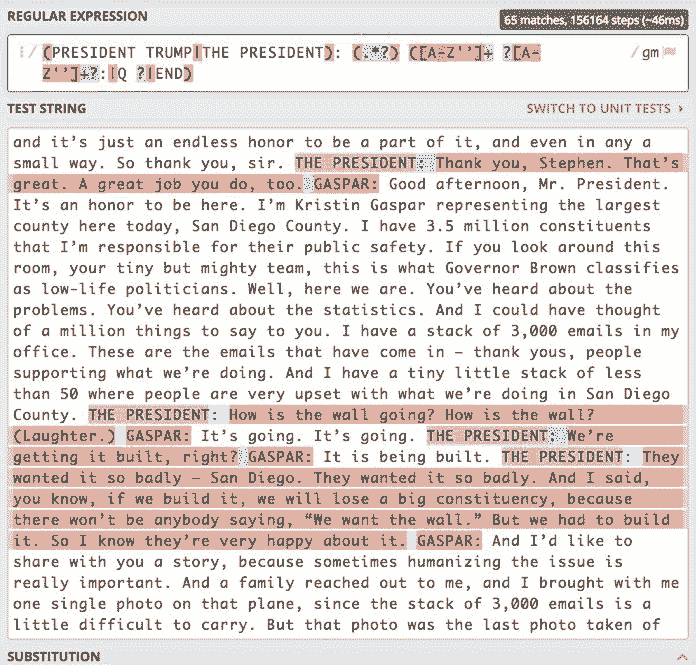 REGULAR EXPRESSION
65 matches, 156164 steps (~46ms)
(PRESIDENT TRUMP|THE PRESIDENT): (.*?) ([A-Z'’]+ ?[A-
Z'’]+?:|Q ?|END)
/ gm
TEST STRING
SWITCH TO UNIT TESTS ›
and it’s just an endless honor to be a part of it, and even in any a
small way. So thank you, sir. THE PRESIDENT: Thank you, Stephen. That’s
great. A great job you do, too. GASPAR: Good afternoon, Mr. President.
It’s an honor to be here. I’m Kristin Gaspar representing the largest
county here today, San Diego County. I have 3.5 million constituents
that I’m responsible for their public safety. If you look around this
room, your tiny but mighty team, this is what Governor Brown classifies
as low-life politicians. Well, here we are. You’ve heard about the
problems. You’ve heard about the statistics. And I could have thought
of a million things to say to you. I have a stack of 3,000 emails in my
office. These are the emails that have come in – thank yous, people
supporting what we’re doing. And I have a tiny little stack of less
than 50 where people are very upset with what we’re doing in San Diego
County. THE PRESIDENT: How is the wall going? How is the wall?
(Laughter.) GASPAR: It’s going. It’s going. THE PRESIDENT: We’re
getting it built, right? GASPAR: It is being built. THE PRESIDENT: They
wanted it so badly – San Diego. They wanted it so badly. And I said,
you know, if we build it, we will lose a big constituency, because
there won’t be anybody saying, “We want the wall.” But we had to build
it. So I know they’re very happy about it. GASPAR: And I’d like to
share with you a story, because sometimes humanizing the issue is
really important. And a family reached out to me, and I brought with me
one single photo on that plane, since the stack of 3,000 emails is a
little difficult to carry. But that photo was the last photo taken of
SUBSTITUTION